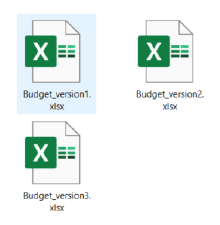 X
Budget_version1.
xlsx
X
Budget_version2.
xlsx
X
Budget_version3.
xlsx